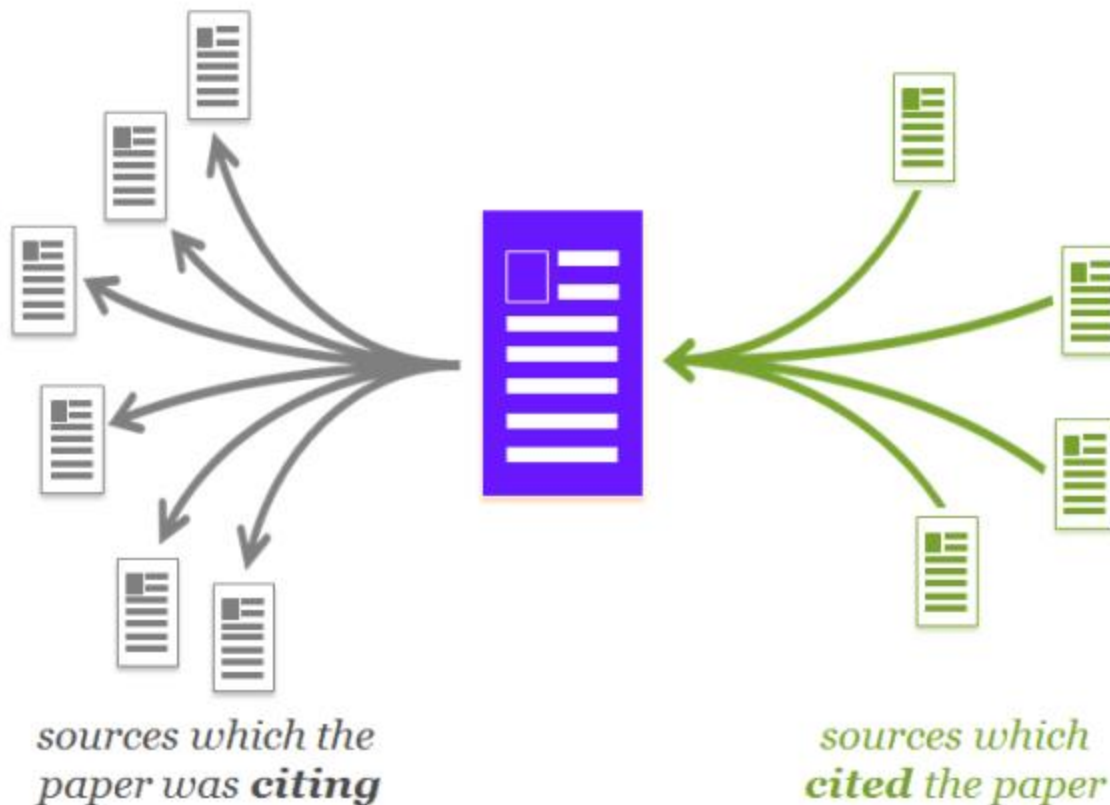 sources which the
paper was citing
sources which
cited the paper